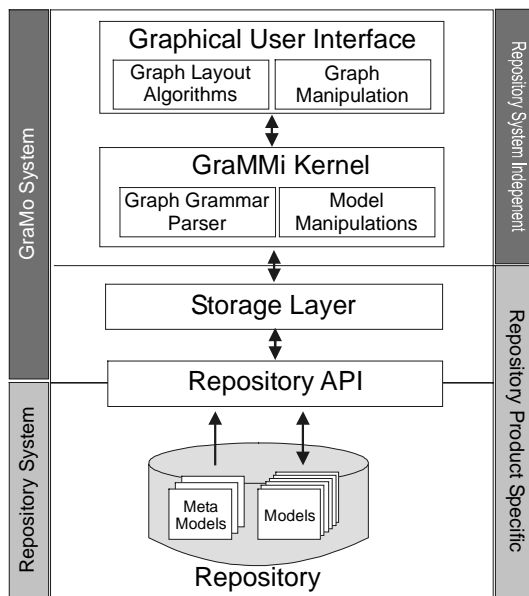 Graphical User Interface
Graph Layout
Algorithms
Graph
Manipulation
GraMMi Kernel
Graph Grammar
Parser
Model
Manipulations
Storage Layer
Repository API
Meta
Models
Models
Repository
GraMo System
Repository System
Repository System Indepenent
Repository Product Specific